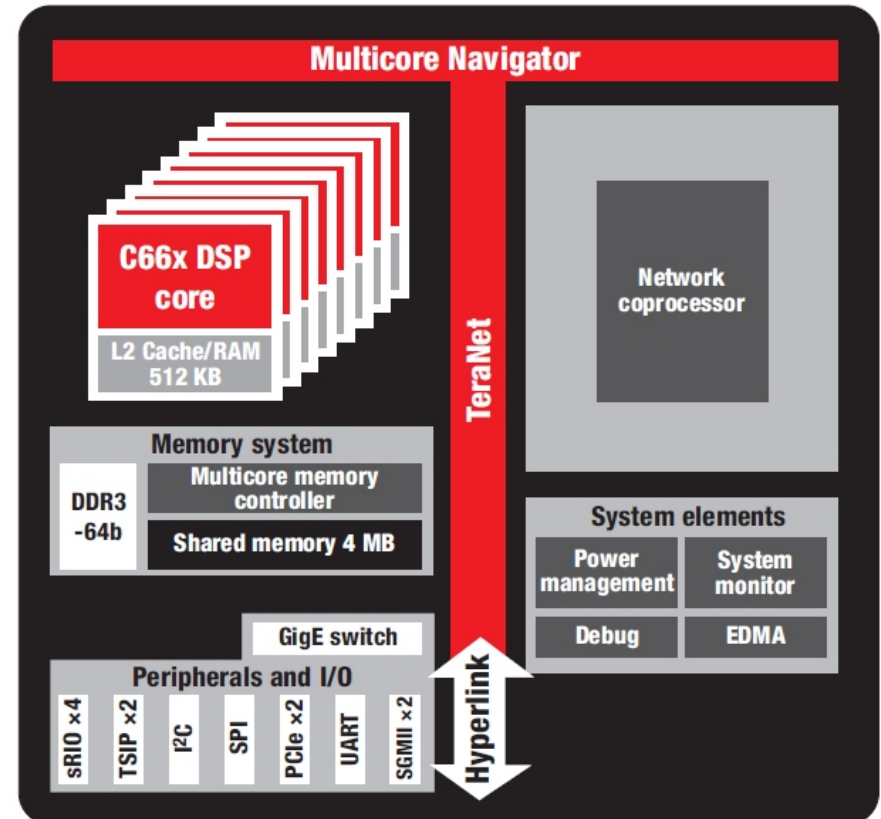 Multicore Navigator
C66x DSP
core
L2 Cache/RAM
512 KB
TeraNet
Network
coprocessor
Memory system
DDR3
-64b
Multicore memory
controller
Shared memory 4 MB
System elements
Power
management
System
monitor
Debug
EDMA
GigE switch
Peripherals and I/O
sRIO ×4
TSIP ×2
I²C
SPI
PCIe ×2
UART
SGMII ×2
Hyperlink